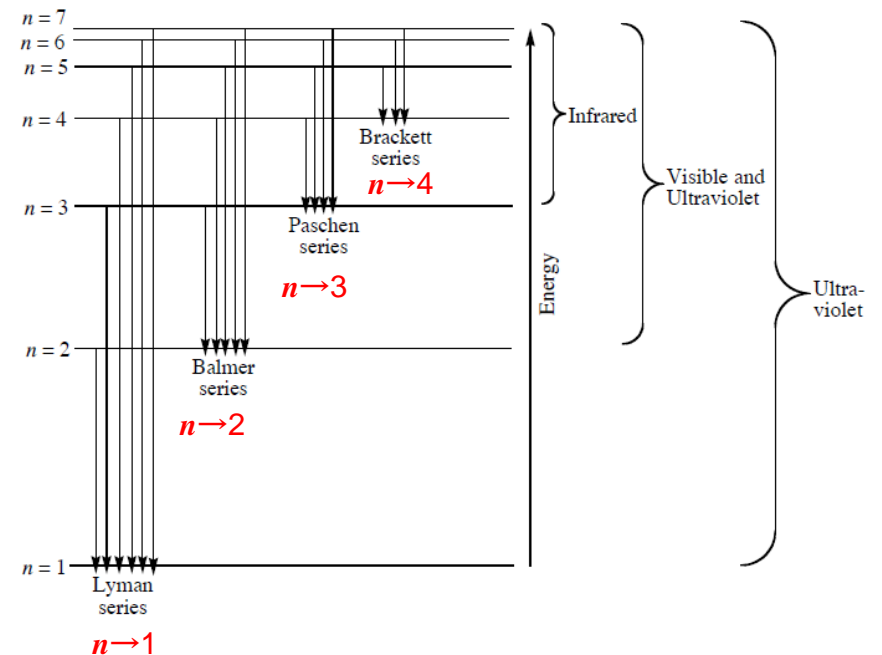 n = 7
n = 6
n = 5
n = 4
n = 3
n = 2
n = 1
Brackett
series
n→4
Paschen
series
n→3
Balmer
series
n→2
Lyman
series
n→1
Energy
Infrared
Visible and
Ultraviolet
Ultra-
violet